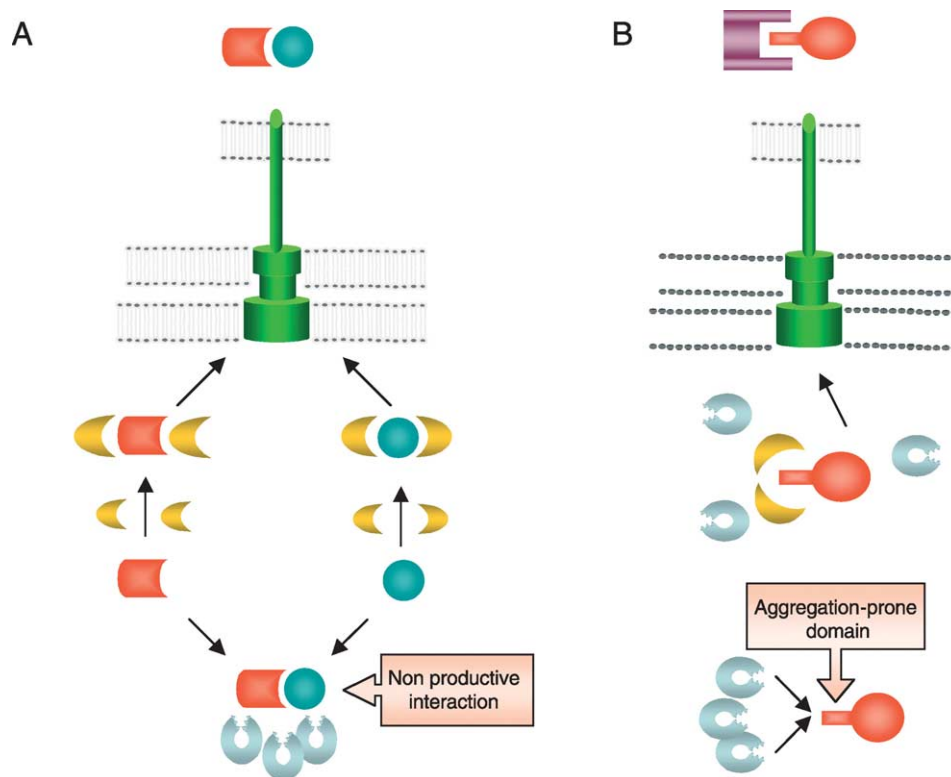 A
B
Non productive
interaction
Aggregation-prone
domain